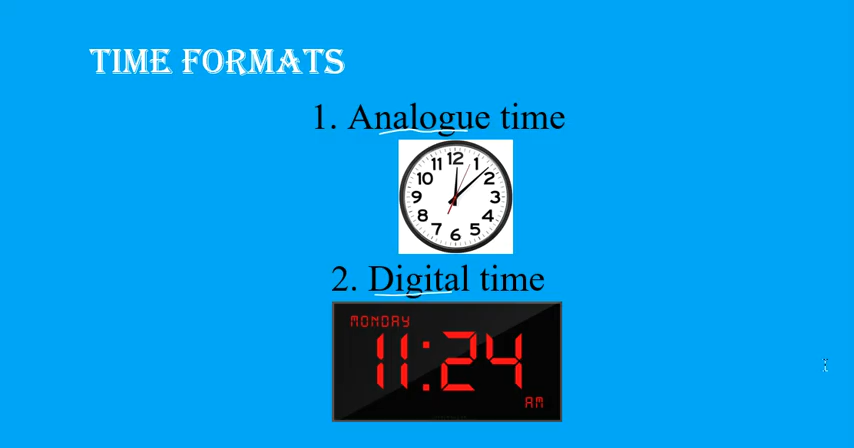 TIME FORMATS
1. Analogue time
11 12 1
10 2
9 3
8 4
7 6 5
2. Digital time
MONDAY
11:24
AM